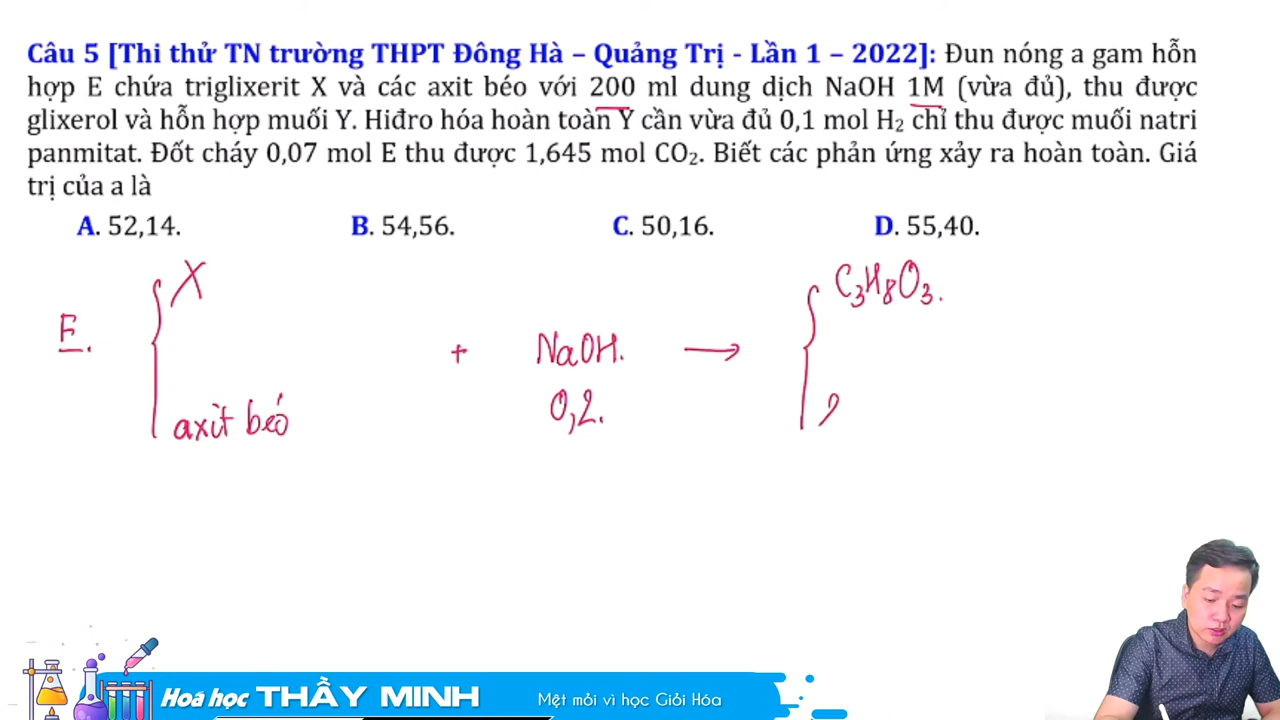 Câu 5 [Thi thử TN trường THPT Đông Hà – Quảng Trị - Lần 1 – 2022]: Đun nóng a gam hỗn
hợp E chứa triglixerit X và các axit béo với 200 ml dung dịch NaOH 1M (vừa đủ), thu được
glixerol và hỗn hợp muối Y. Hiđro hóa hoàn toàn Y cần vừa đủ 0,1 mol H₂ chỉ thu được muối natri
panmitat. Đốt cháy 0,07 mol E thu được 1,645 mol CO₂. Biết các phản ứng xảy ra hoàn toàn. Giá
trị của a là
A. 52,14. B. 54,56. C. 50,16. D. 55,40.
X C₃H₈O₃.
E. + NaOH. →
axit béo 0,2.
Hoá học THẦY MINH Mệt mỏi vì học Giỏi Hóa